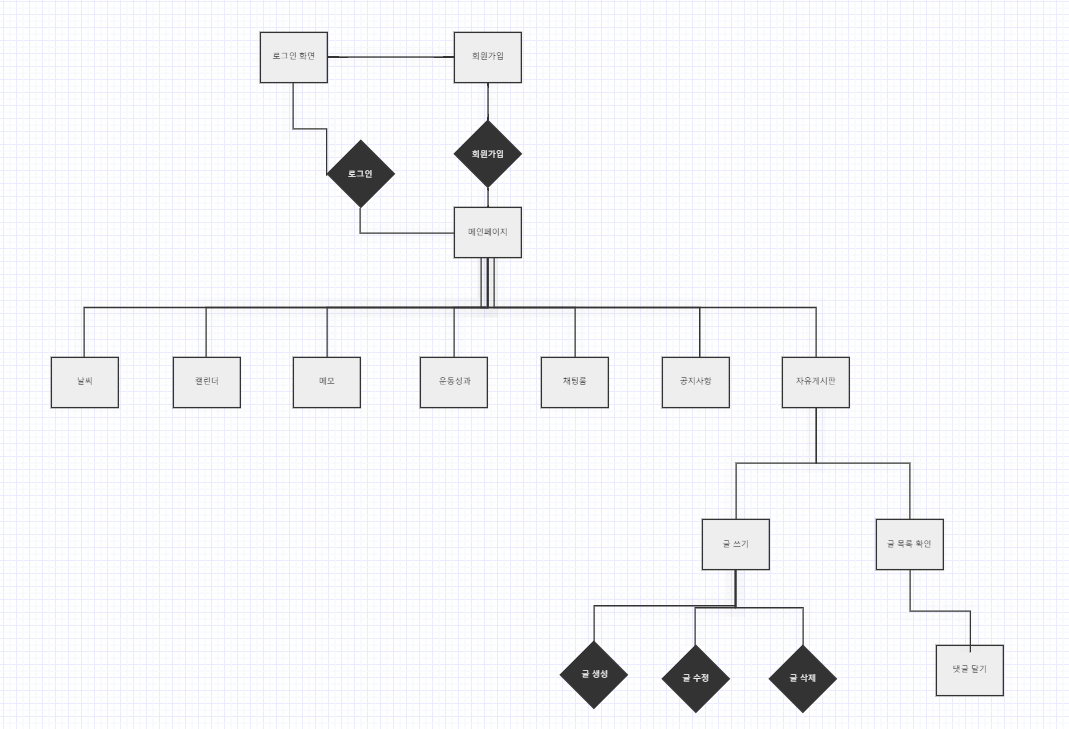 로그인 화면
회원가입
회원가입
로그인
메인페이지
날씨
캘린더
메모
운동성과
채팅룸
공지사항
자유게시판
글 쓰기
글 목록 확인
댓글 달기
글 생성
글 수정
글 삭제